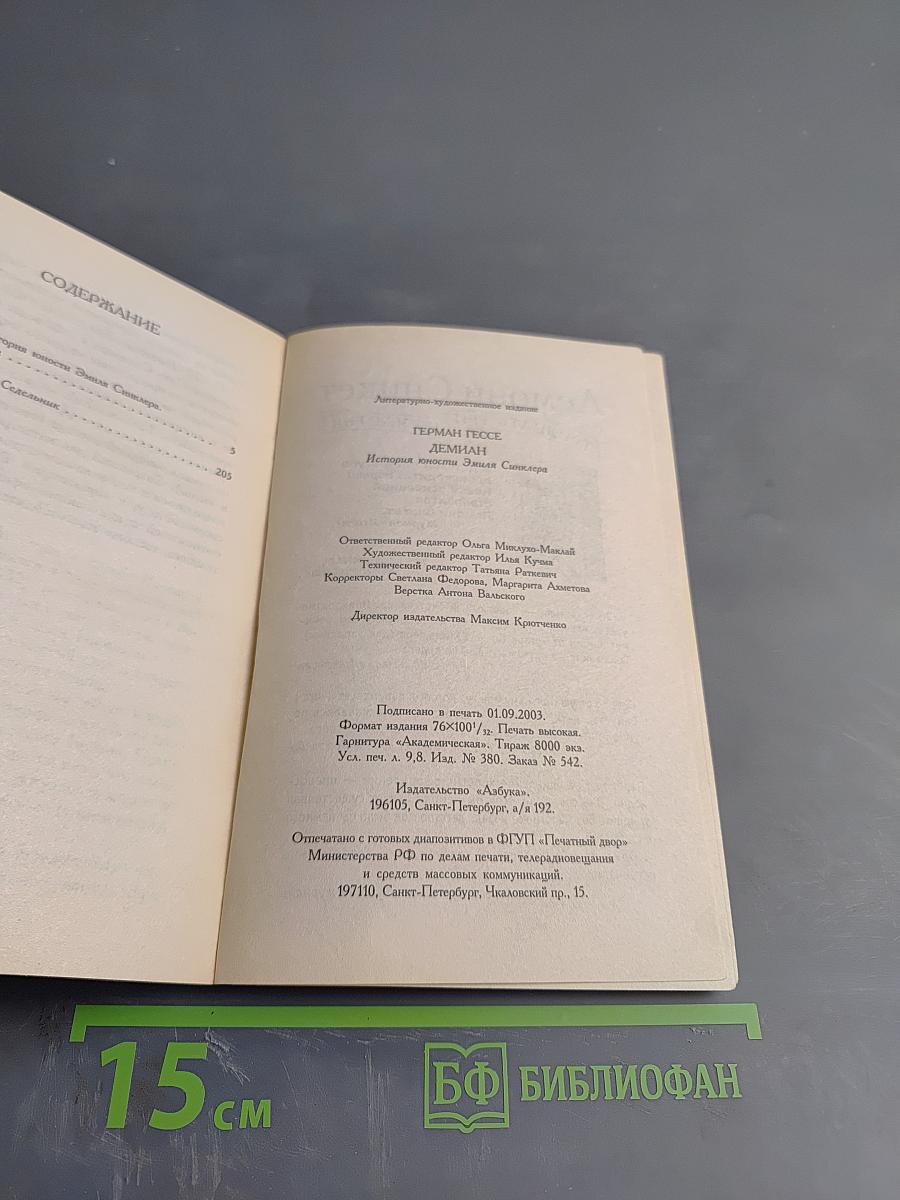 СОДЕРЖАНИЕ
тория юности Эмиля Синклера.
5
Седельник
205
Литературно-художественное издание
ГЕРМАН ГЕССЕ
ДЕМИАН
История юности Эмиля Синклера
Ответственный редактор Ольга Миклухо-Маклай
Художественный редактор Илья Кучма
Технический редактор Татьяна Раткевич
Корректоры Светлана Федорова, Маргарита Ахметова
Верстка Антона Вальского
Директор издательства Максим Крютченко
Подписано в печать 01.09.2003.
Формат издания 76×100¹/₃₂. Печать высокая.
Гарнитура «Академическая». Тираж 8000 экз.
Усл. печ. л. 9,8. Изд. № 380. Заказ № 542.
Издательство «Азбука».
196105, Санкт-Петербург, а/я 192.
Отпечатано с готовых диапозитивов в ФГУП «Печатный двор»
Министерства РФ по делам печати, телерадиовещания
и средств массовых коммуникаций.
197110, Санкт-Петербург, Чкаловский пр., 15.
15 см
БФ БИБЛИОФАН